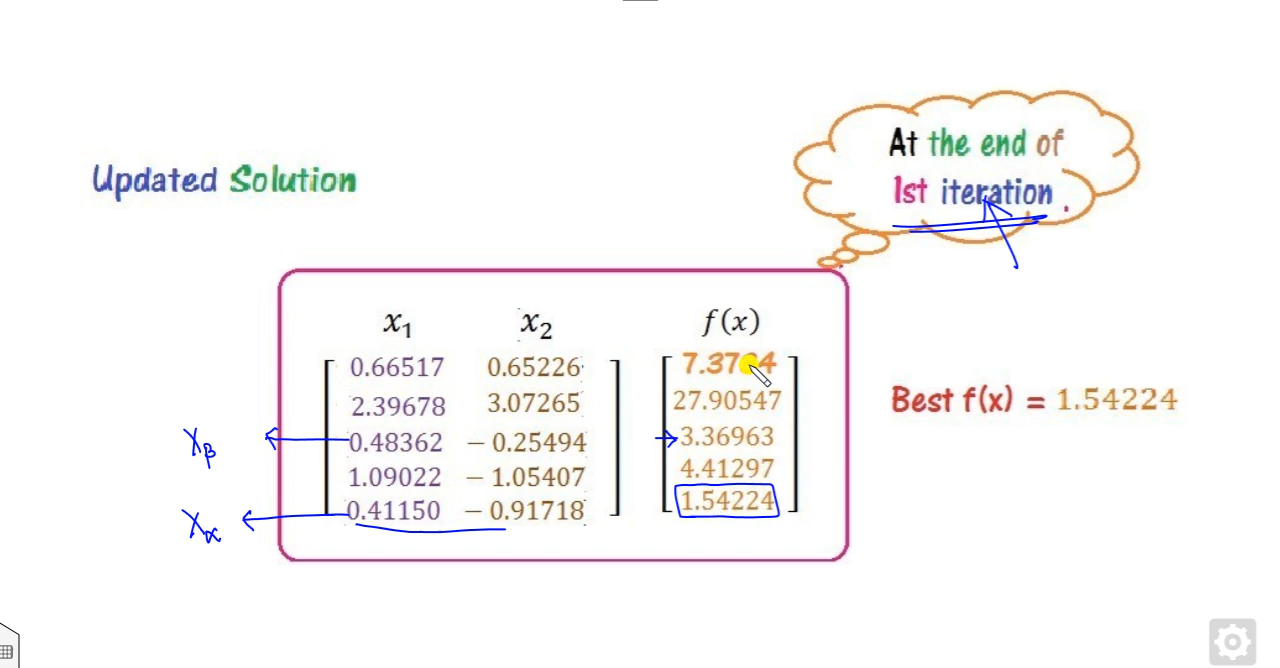 At the end of
1st iteration .
Updated Solution
x₁ x₂ f(x)
0.66517 0.65226
2.39678 3.07265 27.90547
0.48362 − 0.25494 3.36963
1.09022 − 1.05407 4.41297
0.41150 − 0.91718 1.54224
Best f(x) = 1.54224
Xβ
Xα